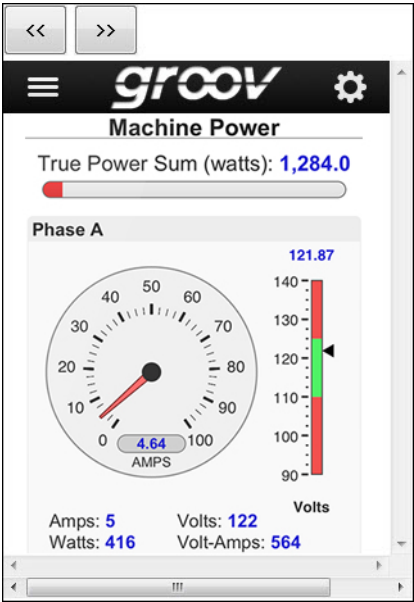 << >>
groov
Machine Power
True Power Sum (watts): 1,284.0
Phase A
121.87
0 10 20 30 40 50 60 70 80 90 100
4.64
AMPS
140
130
120
110
100
90
Volts
Amps: 5 Volts: 122
Watts: 416 Volt-Amps: 564